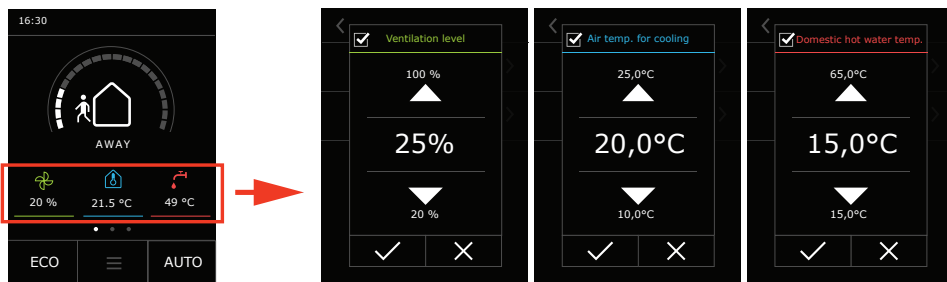 16:30
AWAY
20 %
21.5 °C
49 °C
ECO
AUTO
Ventilation level
100 %
25%
20 %
Air temp. for cooling
25,0°C
20,0°C
10,0°C
Domestic hot water temp.
65,0°C
15,0°C
15,0°C